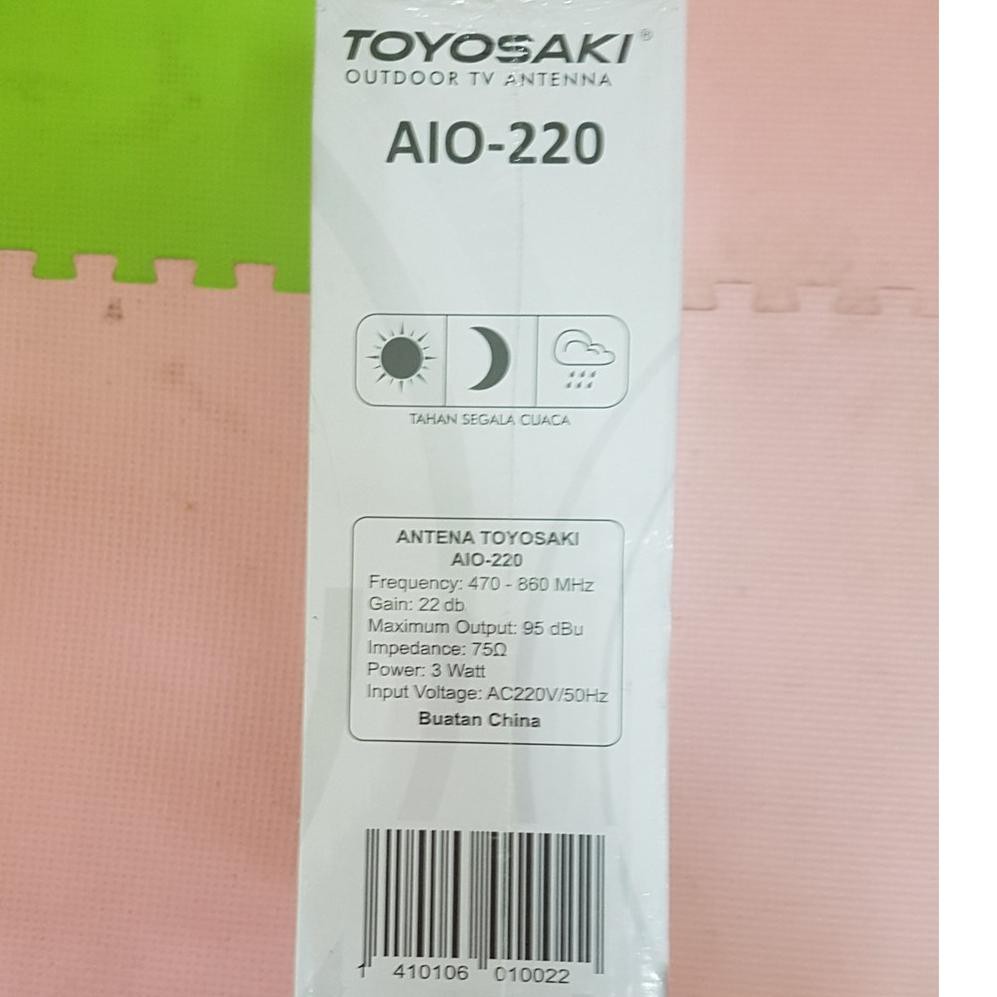 TOYOSAKI®
OUTDOOR TV ANTENNA
AIO-220
TAHAN SEGALA CUACA
ANTENA TOYOSAKI
AIO-220
Frequency: 470 - 860 MHz
Gain: 22 db
Maximum Output: 95 dBu
Impedance: 75Ω
Power: 3 Watt
Input Voltage: AC220V/50Hz
Buatan China
1 410106 010022